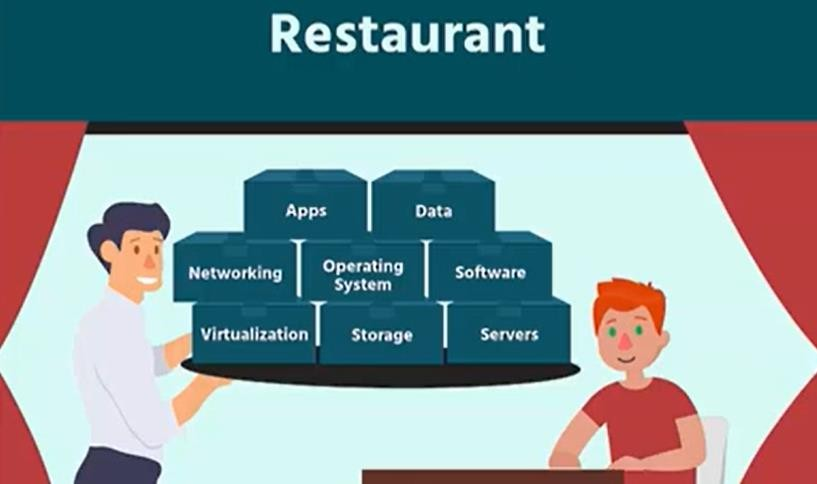 Restaurant
Apps
Data
Networking
Operating
System
Software
Virtualization
Storage
Servers